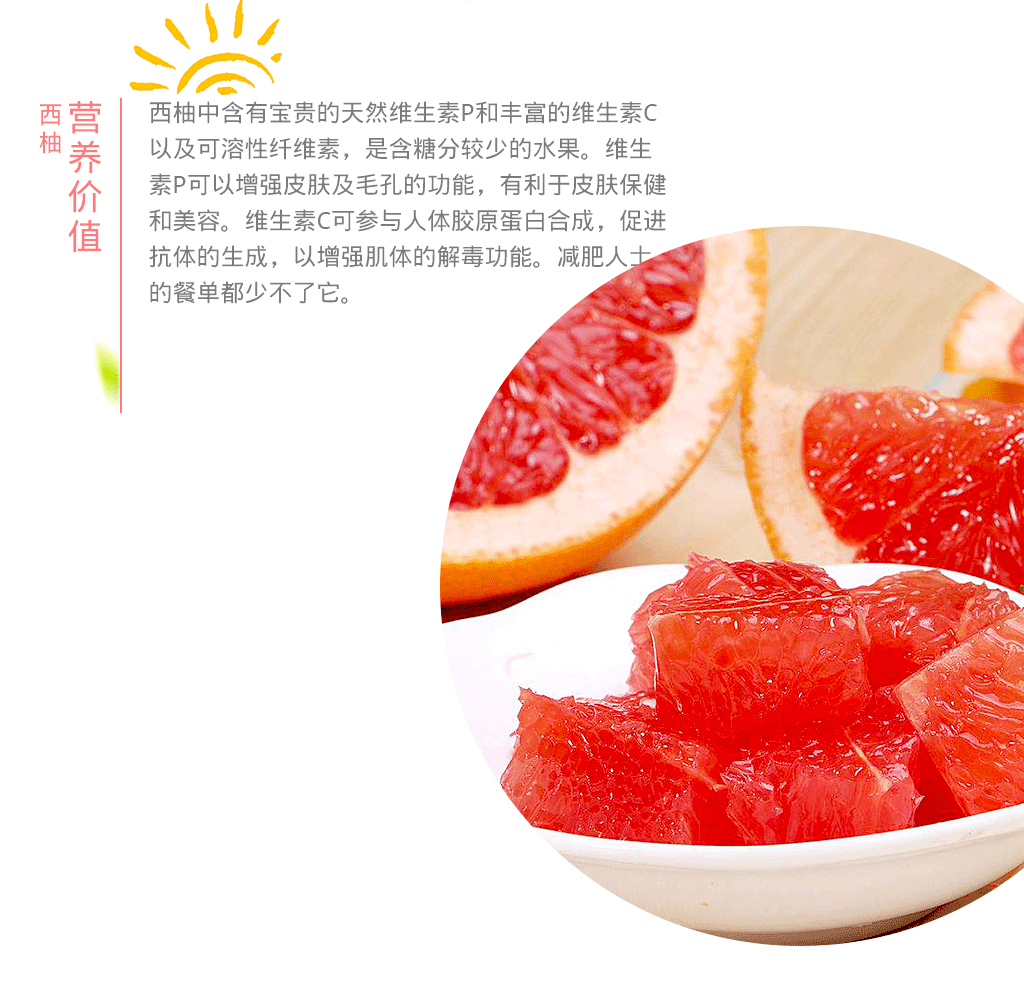 西柚
营养价值
西柚中含有宝贵的天然维生素P和丰富的维生素C
以及可溶性纤维素，是含糖分较少的水果。维生
素P可以增强皮肤及毛孔的功能，有利于皮肤保健
和美容。维生素C可参与人体胶原蛋白合成，促进
抗体的生成，以增强肌体的解毒功能。减肥人士
的餐单都少不了它。